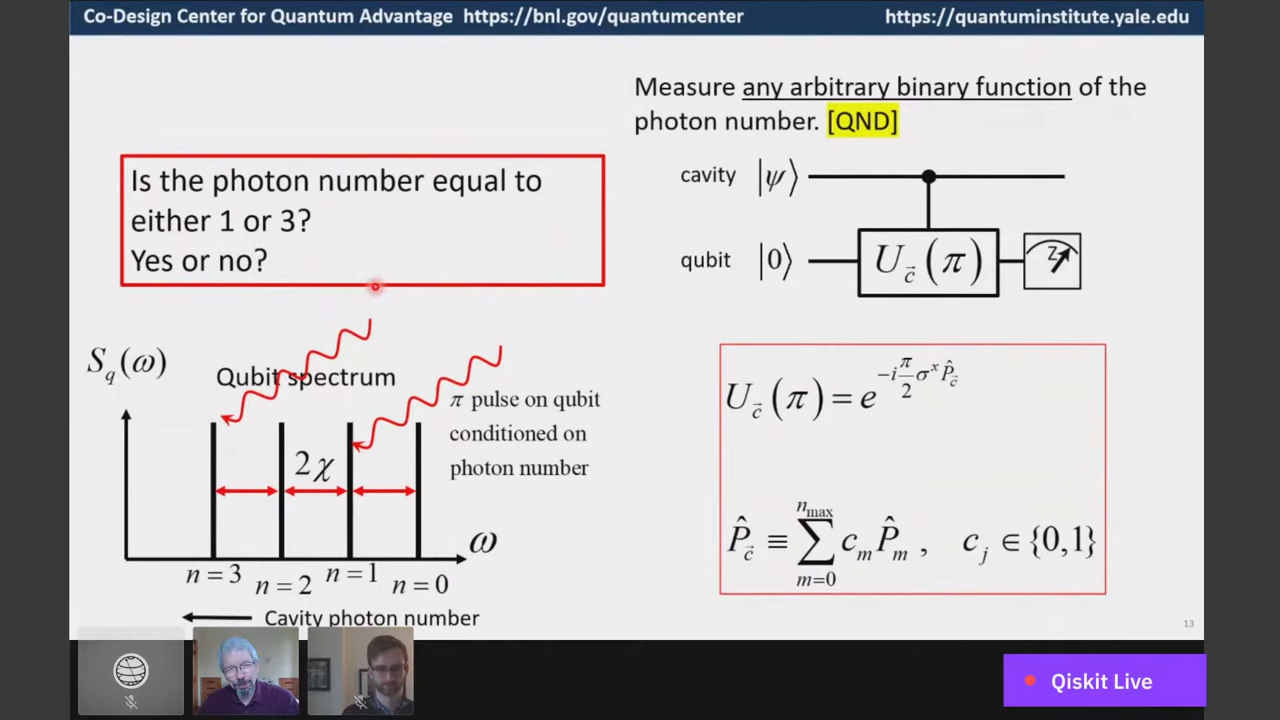 Co-Design Center for Quantum Advantage https://bnl.gov/quantumcenter https://quantuminstitute.yale.edu
Measure any arbitrary binary function of the
photon number. [QND]
Is the photon number equal to
either 1 or 3?
Yes or no?
cavity |ψ⟩
qubit |0⟩ U_c⃗(π) Z
S_q(ω)
Qubit spectrum
π pulse on qubit
conditioned on
photon number
2χ
ω
n = 3 n = 2 n = 1 n = 0
Cavity photon number
U_c⃗(π) = e^{-i π/2 σ^x P̂_c⃗}
P̂_c⃗ ≡ ∑_{m=0}^{n_max} c_m P̂_m , c_j ∈ {0,1}
13
Qiskit Live